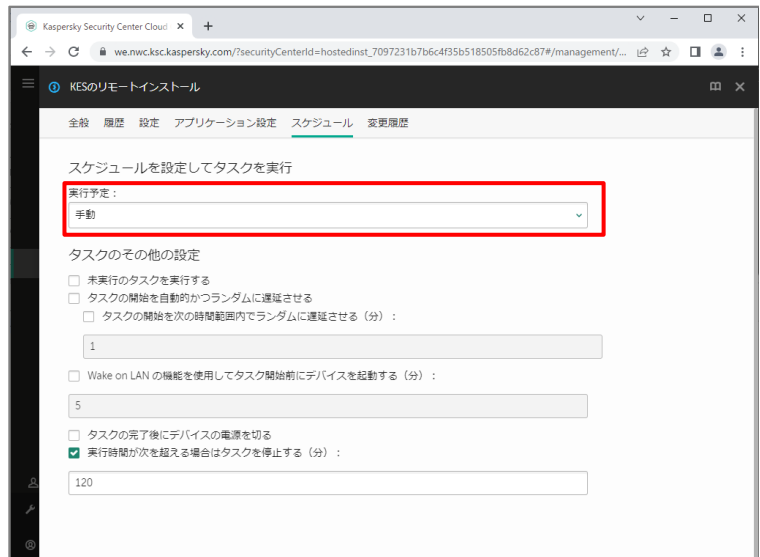 Kaspersky Security Center Cloud
we.nwc.ksc.kaspersky.com/?securityCenterId=hostedinst_7097231b7b6c4f35b518505fb8d62c87#/management/...
KESのリモートインストール
全般 履歴 設定 アプリケーション設定 スケジュール 変更履歴
スケジュールを設定してタスクを実行
実行予定：
手動
タスクのその他の設定
未実行のタスクを実行する
タスクの開始を自動的かつランダムに遅延させる
タスクの開始を次の時間範囲内でランダムに遅延させる（分）：
1
Wake on LAN の機能を使用してタスク開始前にデバイスを起動する（分）：
5
タスクの完了後にデバイスの電源を切る
実行時間が次を超える場合はタスクを停止する（分）：
120